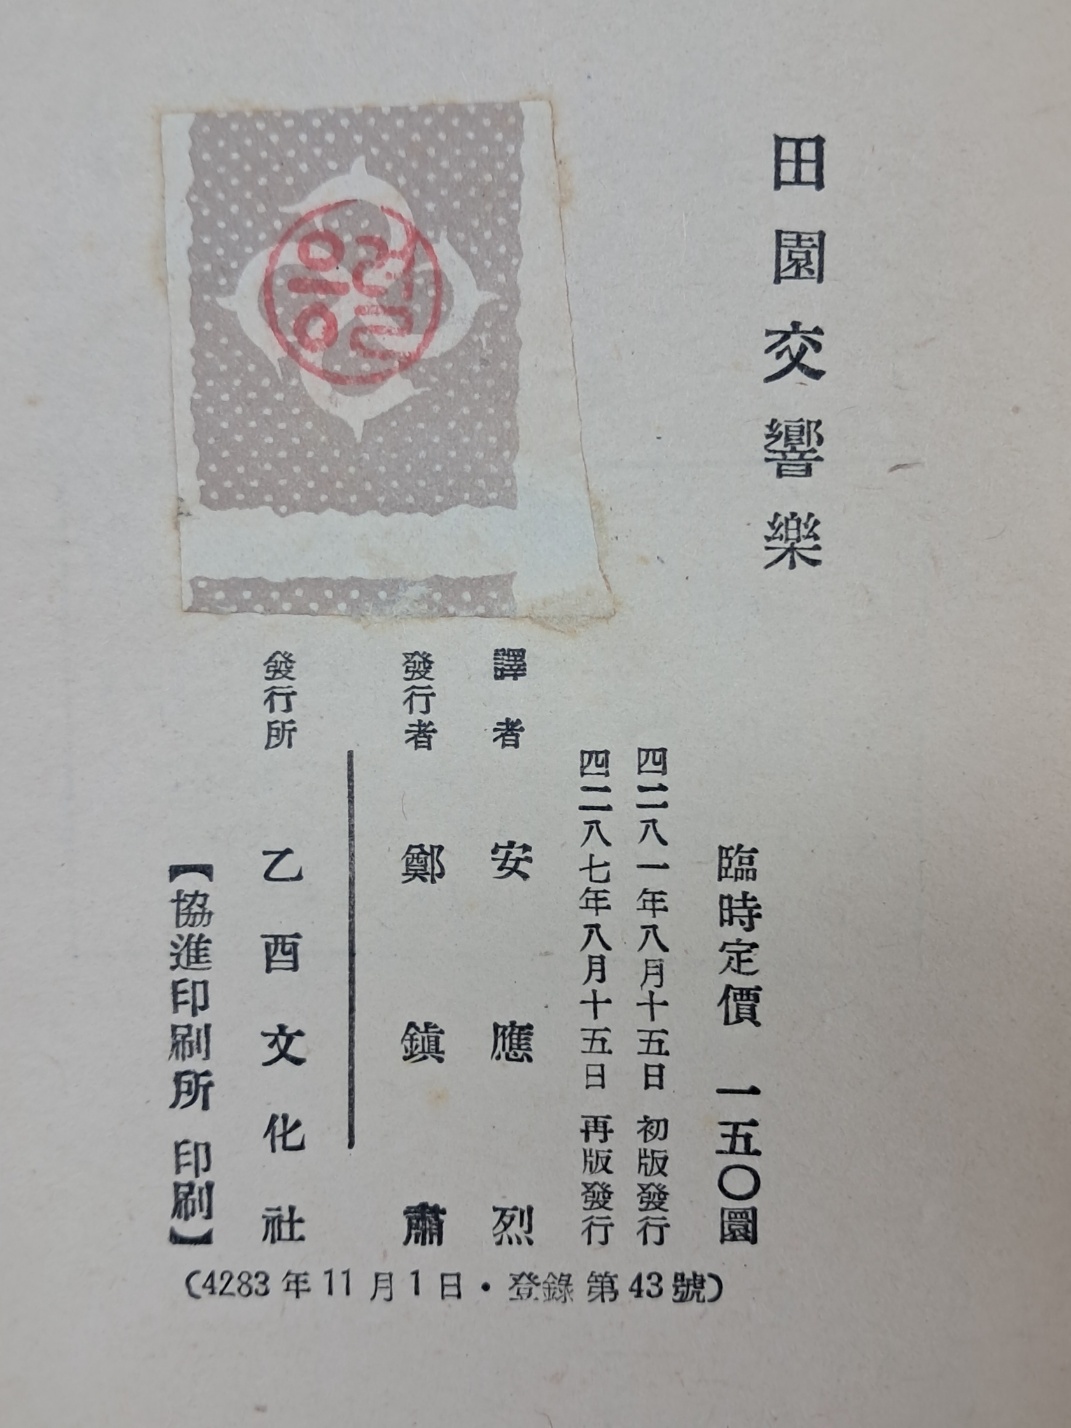 田園交響樂
臨時定價 一五〇圜
四二八一年八月十五日 初版發行
四二八七年八月十五日 再版發行
譯者 安應烈
發行者 鄭鎭肅
發行所 乙酉文化社
【協進印刷所 印刷】
(4283年11月1日·登錄第43號)
응렬